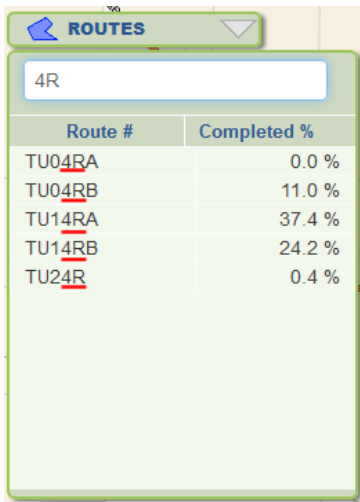 ROUTES
4R
Route # Completed %
TU04RA 0.0 %
TU04RB 11.0 %
TU14RA 37.4 %
TU14RB 24.2 %
TU24R 0.4 %